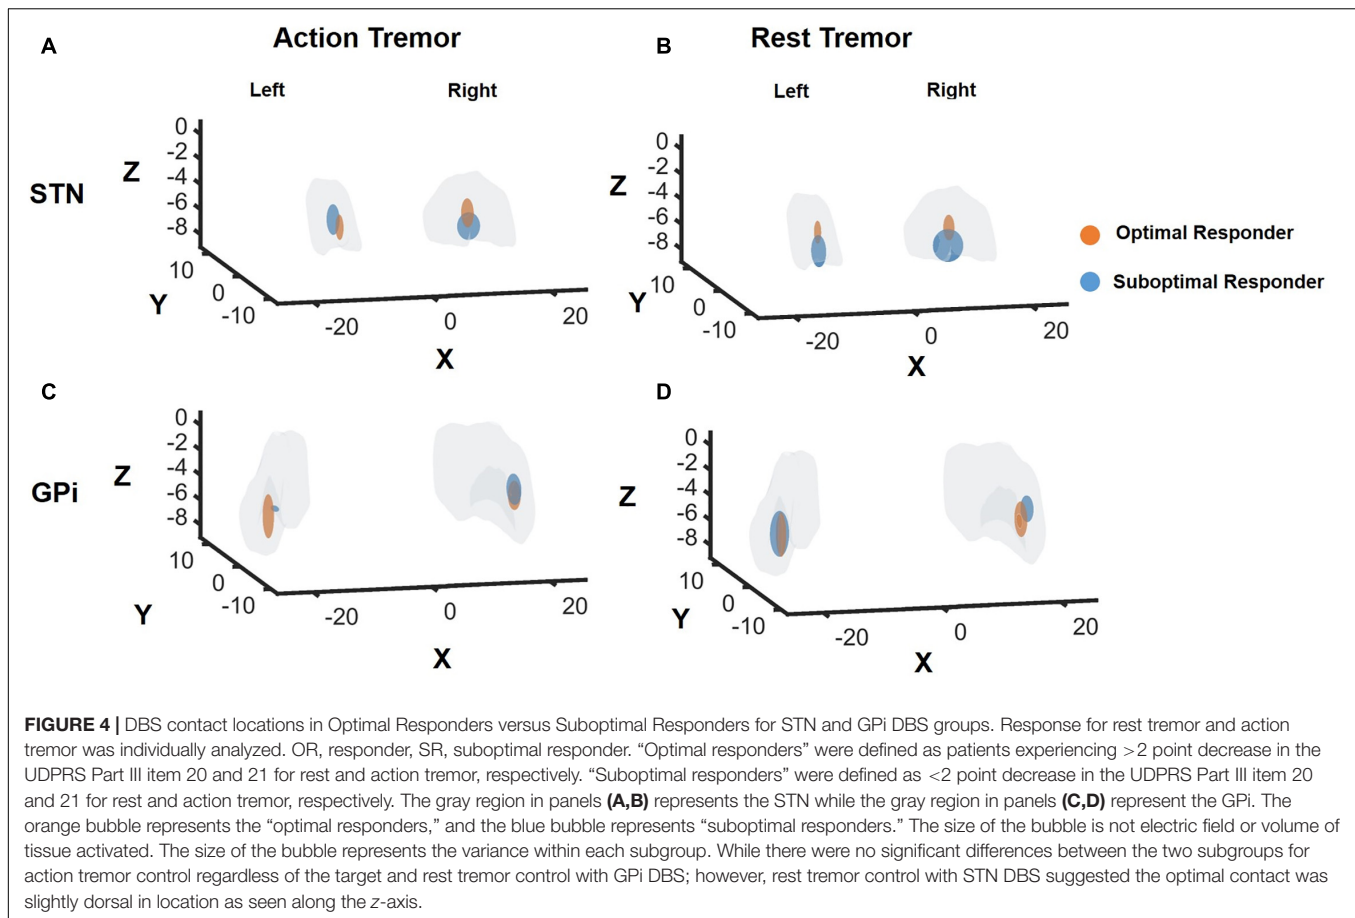 A
Action Tremor
B
Rest Tremor
Left
Right
Left
Right
STN
Z
0
-2
-4
-6
-8
10
0
-10
Y
-20
0
20
X
Z
0
-2
-4
-6
-8
10
0
-10
Y
-20
0
20
X
Optimal Responder
Suboptimal Responder
C
D
GPi
Z
0
-2
-4
-6
-8
10
0
-10
Y
-20
0
20
X
Z
0
-2
-4
-6
-8
10
0
-10
Y
-20
0
20
X
FIGURE 4 | DBS contact locations in Optimal Responders versus Suboptimal Responders for STN and GPi DBS groups. Response for rest tremor and action
tremor was individually analyzed. OR, responder, SR, suboptimal responder. “Optimal responders” were defined as patients experiencing >2 point decrease in the
UDPRS Part III item 20 and 21 for rest and action tremor, respectively. “Suboptimal responders” were defined as <2 point decrease in the UDPRS Part III item 20
and 21 for rest and action tremor, respectively. The gray region in panels (A,B) represents the STN while the gray region in panels (C,D) represent the GPi. The
orange bubble represents the “optimal responders,” and the blue bubble represents “suboptimal responders.” The size of the bubble is not electric field or volume of
tissue activated. The size of the bubble represents the variance within each subgroup. While there were no significant differences between the two subgroups for
action tremor control regardless of the target and rest tremor control with GPi DBS; however, rest tremor control with STN DBS suggested the optimal contact was
slightly dorsal in location as seen along the z-axis.